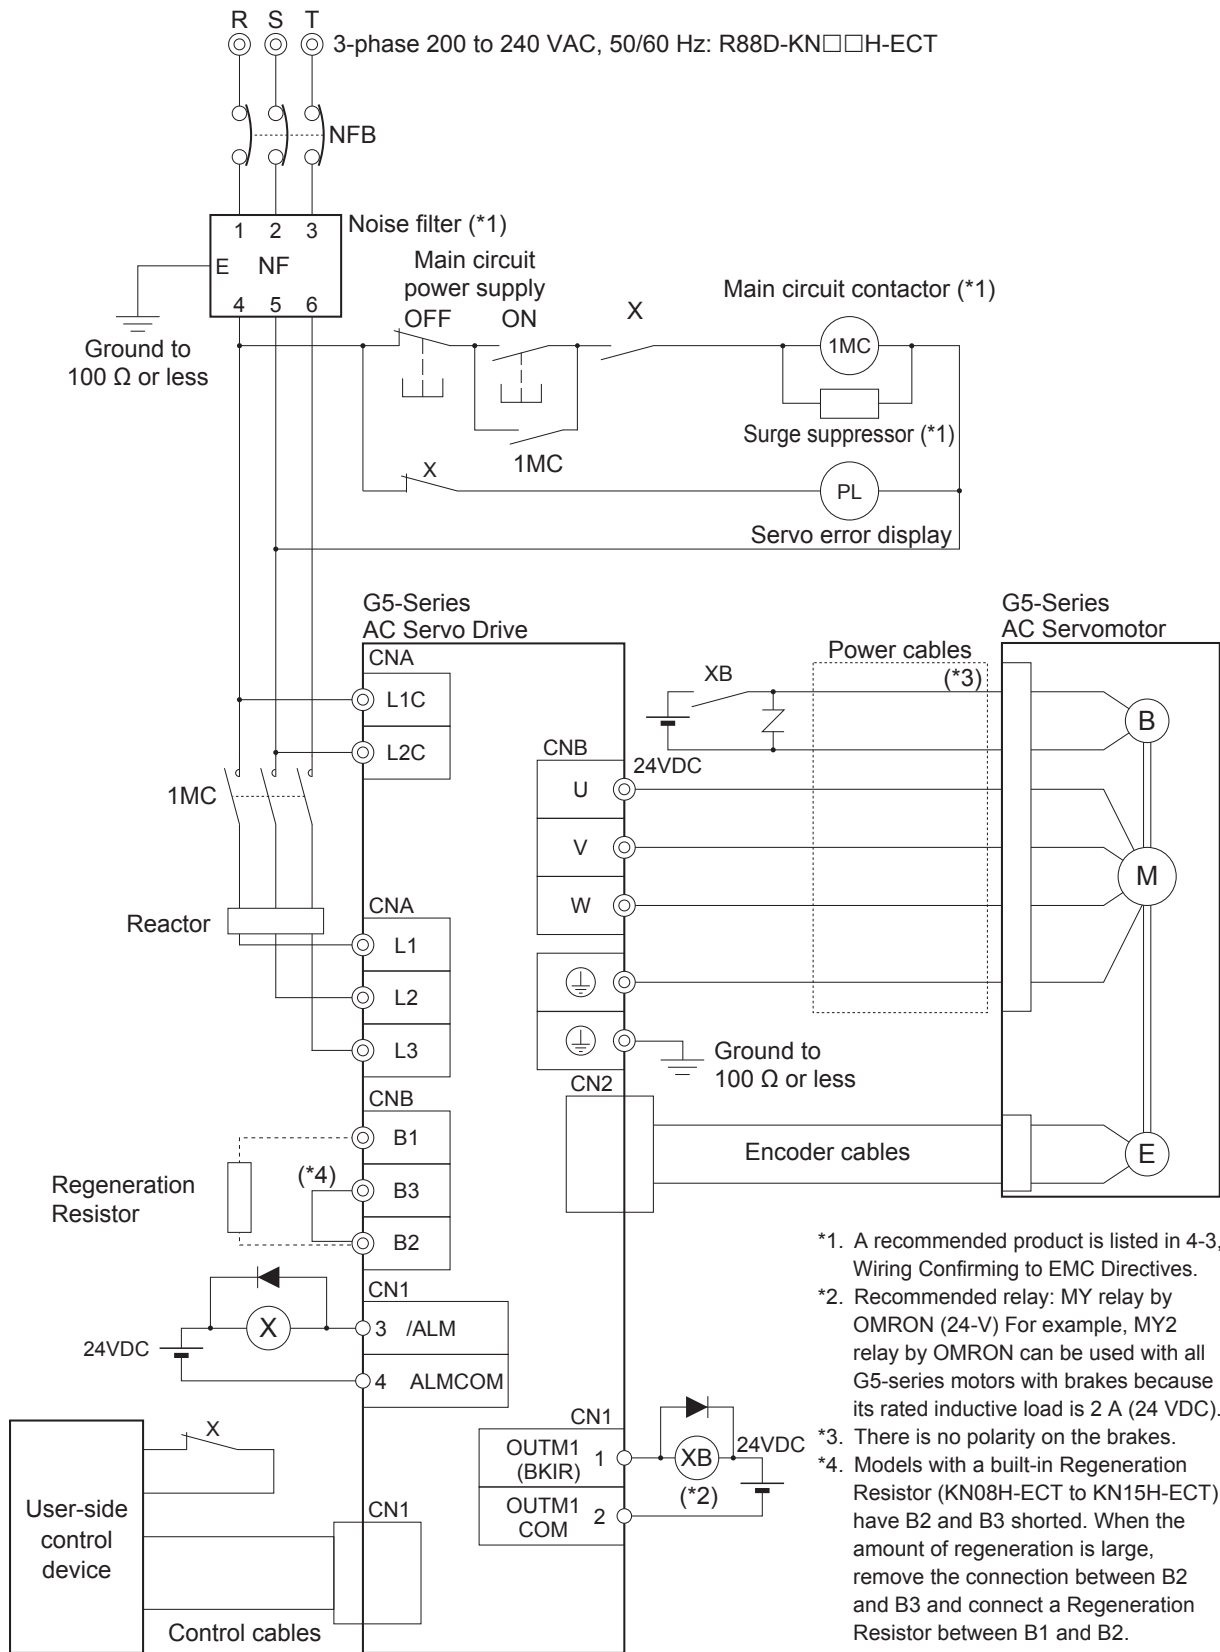 R S T
3-phase 200 to 240 VAC, 50/60 Hz: R88D-KN□□H-ECT
NFB
Noise filter (*1)
1 2 3
E NF
4 5 6
Ground to
100 Ω or less
Main circuit
power supply
OFF ON
X
Main circuit contactor (*1)
1MC
Surge suppressor (*1)
1MC
X
PL
Servo error display
G5-Series
AC Servo Drive
G5-Series
AC Servomotor
CNA
L1C
L2C
1MC
Reactor
CNA
L1
L2
L3
CNB
B1
B3
B2
(*4)
Regeneration
Resistor
CN1
3 /ALM
4 ALMCOM
X
24VDC
X
User-side
control
device
CN1
Control cables
XB
24VDC
Power cables
(*3)
B
CNB
U
V
W
M
Ground to
100 Ω or less
CN2
Encoder cables
E
CN1
OUTM1
(BKIR)
1
OUTM1
COM
2
XB
(*2)
24VDC
*1. A recommended product is listed in 4-3,
Wiring Confirming to EMC Directives.
*2. Recommended relay: MY relay by
OMRON (24-V) For example, MY2
relay by OMRON can be used with all
G5-series motors with brakes because
its rated inductive load is 2 A (24 VDC).
*3. There is no polarity on the brakes.
*4. Models with a built-in Regeneration
Resistor (KN08H-ECT to KN15H-ECT)
have B2 and B3 shorted. When the
amount of regeneration is large,
remove the connection between B2
and B3 and connect a Regeneration
Resistor between B1 and B2.